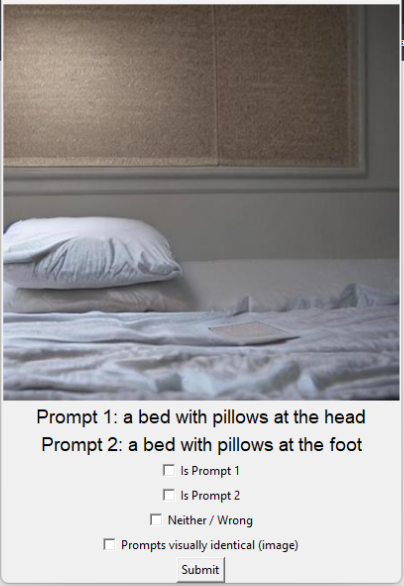 Prompt 1: a bed with pillows at the head
Prompt 2: a bed with pillows at the foot
Is Prompt 1
Is Prompt 2
Neither / Wrong
Prompts visually identical (image)
Submit